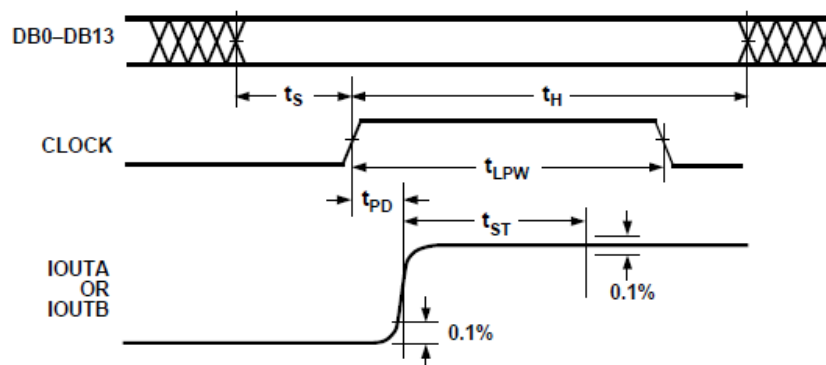 DB0–DB13
tS
tH
CLOCK
tLPW
tPD
tST
IOUTA
OR
IOUTB
0.1%
0.1%